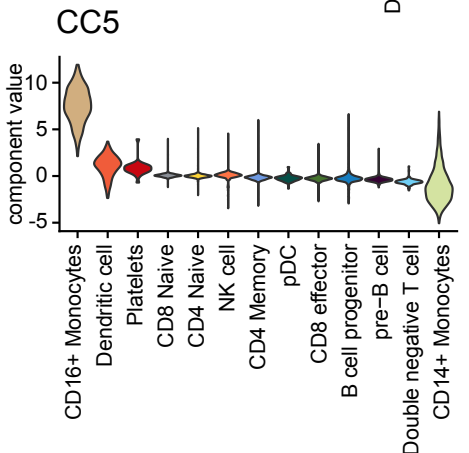 D
CC5
component value
10
5
0
-5
CD16+ Monocytes
Dendritic cell
Platelets
CD8 Naive
CD4 Naive
NK cell
CD4 Memory
pDC
CD8 effector
B cell progenitor
pre−B cell
Double negative T cell
CD14+ Monocytes